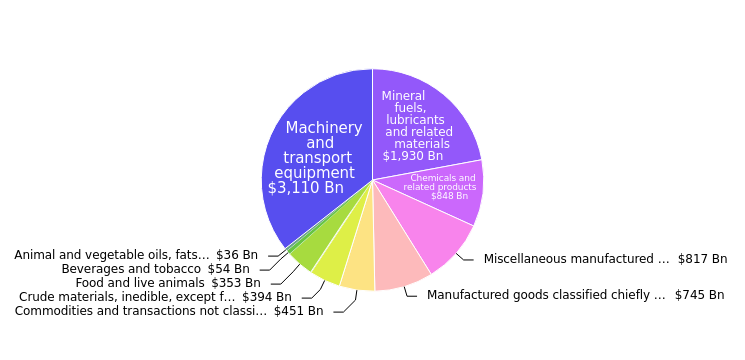 Mineral
fuels,
lubricants
and related
materials
$1,930 Bn
Machinery
and
transport
equipment
$3,110 Bn
Chemicals and
related products
$848 Bn
Animal and vegetable oils, fats... $36 Bn
Beverages and tobacco $54 Bn
Food and live animals $353 Bn
Crude materials, inedible, except f... $394 Bn
Commodities and transactions not classi... $451 Bn
Miscellaneous manufactured ... $817 Bn
Manufactured goods classified chiefly ... $745 Bn